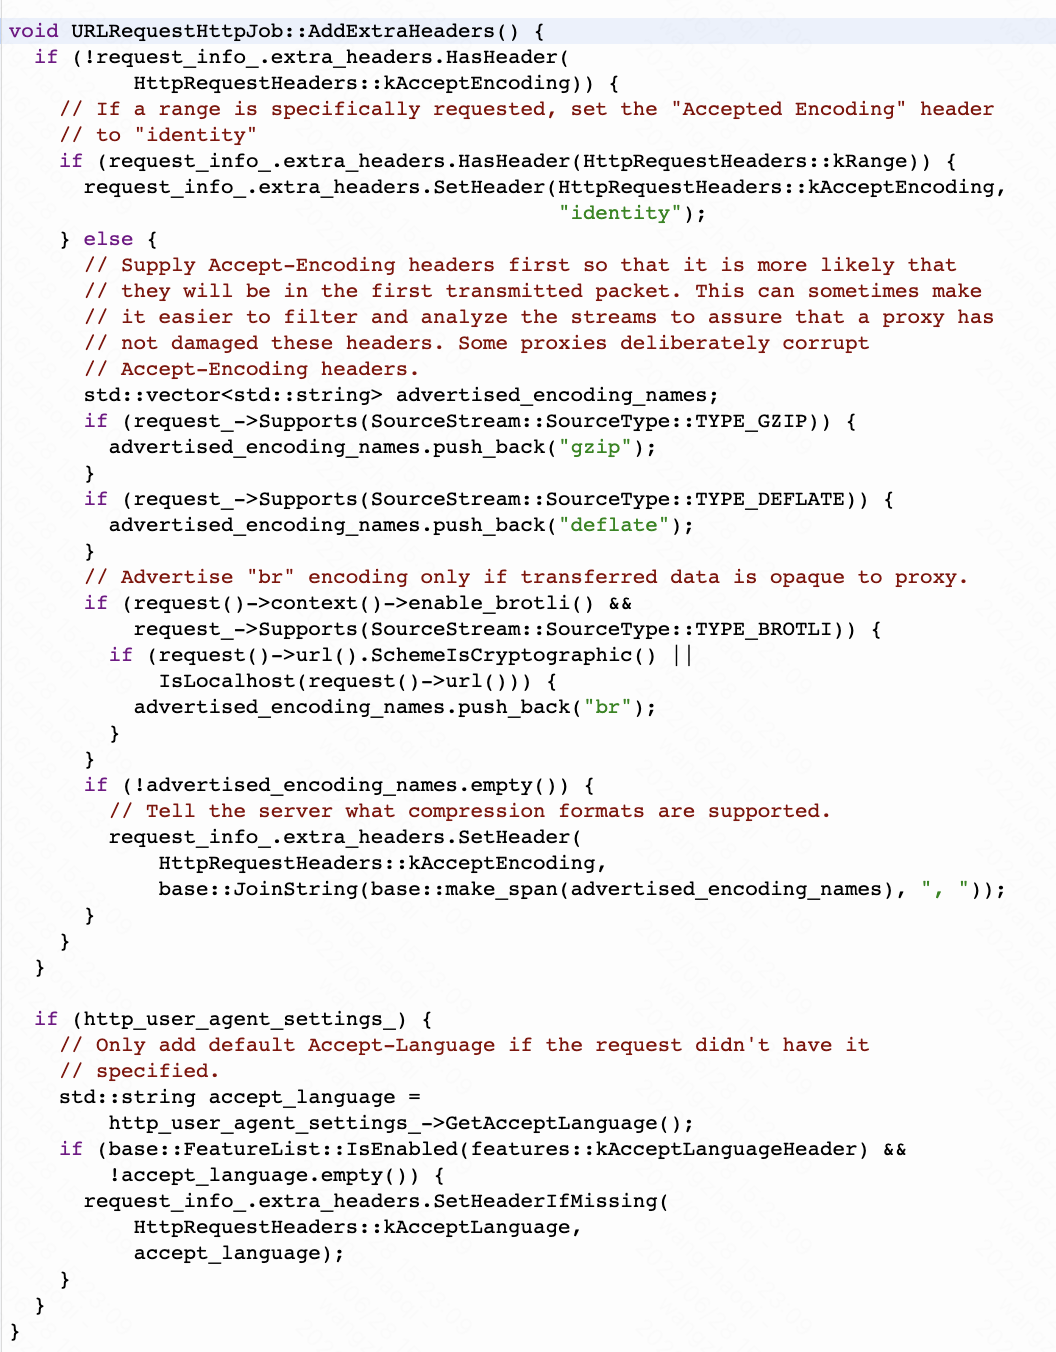 void URLRequestHttpJob::AddExtraHeaders() {
  if (!request_info_.extra_headers.HasHeader(
          HttpRequestHeaders::kAcceptEncoding)) {
    // If a range is specifically requested, set the "Accepted Encoding" header
    // to "identity"
    if (request_info_.extra_headers.HasHeader(HttpRequestHeaders::kRange)) {
      request_info_.extra_headers.SetHeader(HttpRequestHeaders::kAcceptEncoding,
                                            "identity");
    } else {
      // Supply Accept-Encoding headers first so that it is more likely that
      // they will be in the first transmitted packet. This can sometimes make
      // it easier to filter and analyze the streams to assure that a proxy has
      // not damaged these headers. Some proxies deliberately corrupt
      // Accept-Encoding headers.
      std::vector<std::string> advertised_encoding_names;
      if (request_->Supports(SourceStream::SourceType::TYPE_GZIP)) {
        advertised_encoding_names.push_back("gzip");
      }
      if (request_->Supports(SourceStream::SourceType::TYPE_DEFLATE)) {
        advertised_encoding_names.push_back("deflate");
      }
      // Advertise "br" encoding only if transferred data is opaque to proxy.
      if (request()->context()->enable_brotli() &&
          request_->Supports(SourceStream::SourceType::TYPE_BROTLI)) {
        if (request()->url().SchemeIsCryptographic() ||
            IsLocalhost(request()->url())) {
          advertised_encoding_names.push_back("br");
        }
      }
      if (!advertised_encoding_names.empty()) {
        // Tell the server what compression formats are supported.
        request_info_.extra_headers.SetHeader(
            HttpRequestHeaders::kAcceptEncoding,
            base::JoinString(base::make_span(advertised_encoding_names), ", "));
      }
    }
  }

  if (http_user_agent_settings_) {
    // Only add default Accept-Language if the request didn't have it
    // specified.
    std::string accept_language =
        http_user_agent_settings_->GetAcceptLanguage();
    if (base::FeatureList::IsEnabled(features::kAcceptLanguageHeader) &&
        !accept_language.empty()) {
      request_info_.extra_headers.SetHeaderIfMissing(
          HttpRequestHeaders::kAcceptLanguage,
          accept_language);
    }
  }
}